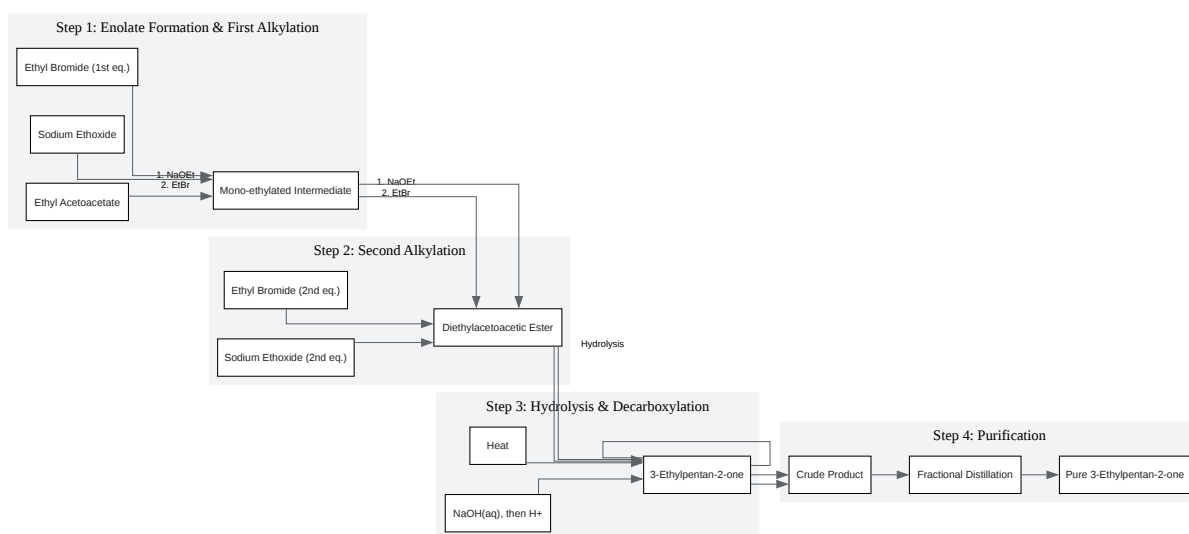 Step 1: Enolate Formation & First Alkylation
Ethyl Bromide (1st eq.)
Sodium Ethoxide
Ethyl Acetoacetate
1. NaOEt
2. EtBr
Mono-ethylated Intermediate
1. NaOEt
2. EtBr
Step 2: Second Alkylation
Ethyl Bromide (2nd eq.)
Sodium Ethoxide (2nd eq.)
Diethylacetoacetic Ester
Hydrolysis
Step 3: Hydrolysis & Decarboxylation
Heat
NaOH(aq), then H+
3-Ethylpentan-2-one
Step 4: Purification
Crude Product
Fractional Distillation
Pure 3-Ethylpentan-2-one